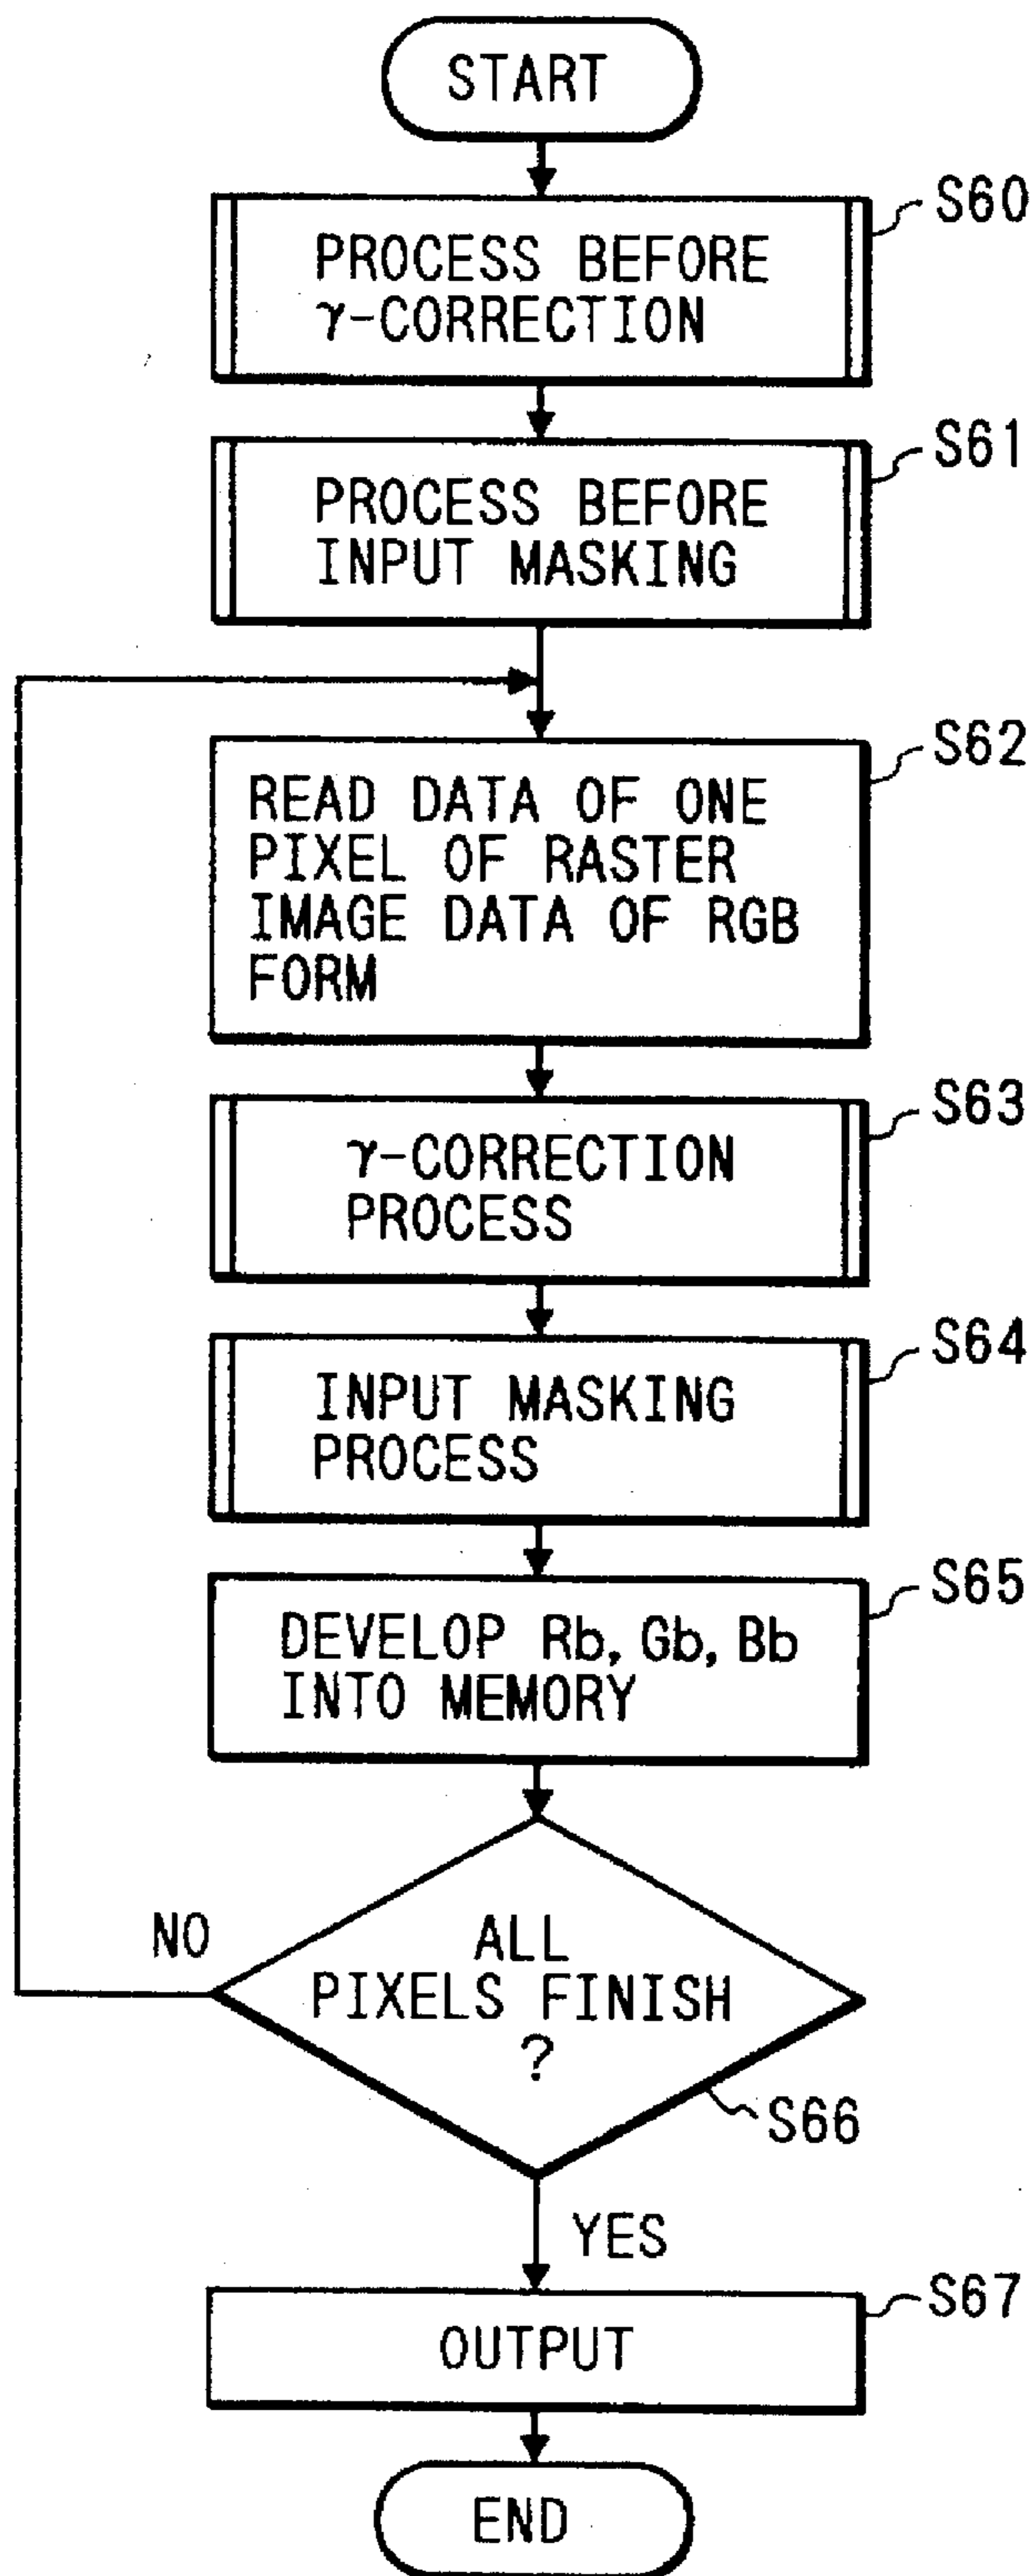 START
S60
PROCESS BEFORE
γ-CORRECTION
S61
PROCESS BEFORE
INPUT MASKING
S62
READ DATA OF ONE
PIXEL OF RASTER
IMAGE DATA OF RGB
FORM
S63
γ-CORRECTION
PROCESS
S64
INPUT MASKING
PROCESS
S65
DEVELOP Rb, Gb, Bb
INTO MEMORY
NO
ALL
PIXELS FINISH
?
S66
YES
S67
OUTPUT
END